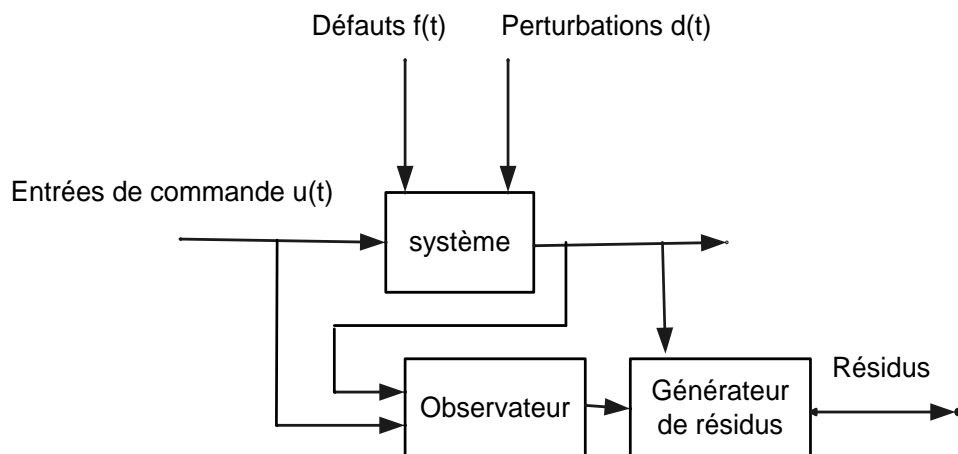 Défauts f(t)
Perturbations d(t)
Entrées de commande u(t)
système
Observateur
Générateur
de résidus
Résidus